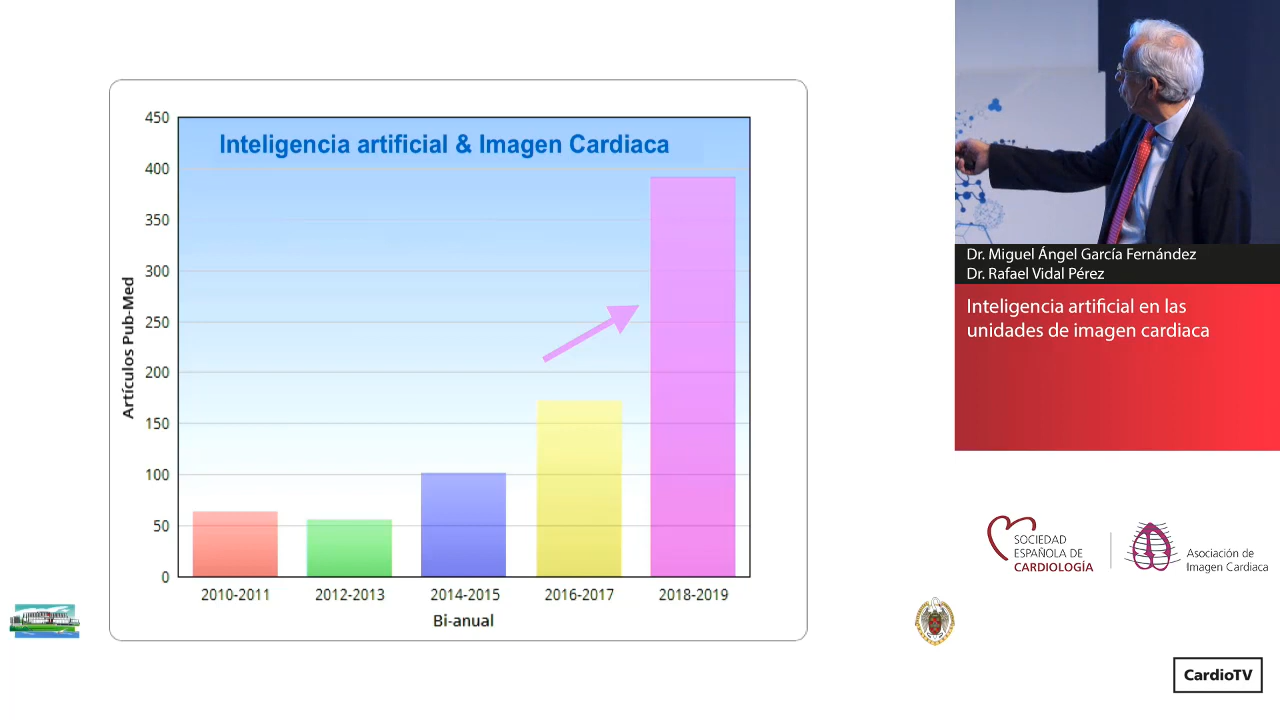 Inteligencia artificial & Imagen Cardiaca
450
400
350
300
250
200
150
100
50
0
Artículos Pub-Med
2010-2011
2012-2013
2014-2015
2016-2017
2018-2019
Bi-anual
Dr. Miguel Ángel García Fernández
Dr. Rafael Vidal Pérez
Inteligencia artificial en las
unidades de imagen cardiaca
SOCIEDAD
ESPAÑOLA DE
CARDIOLOGÍA
Asociación de
Imagen Cardiaca
CardioTV